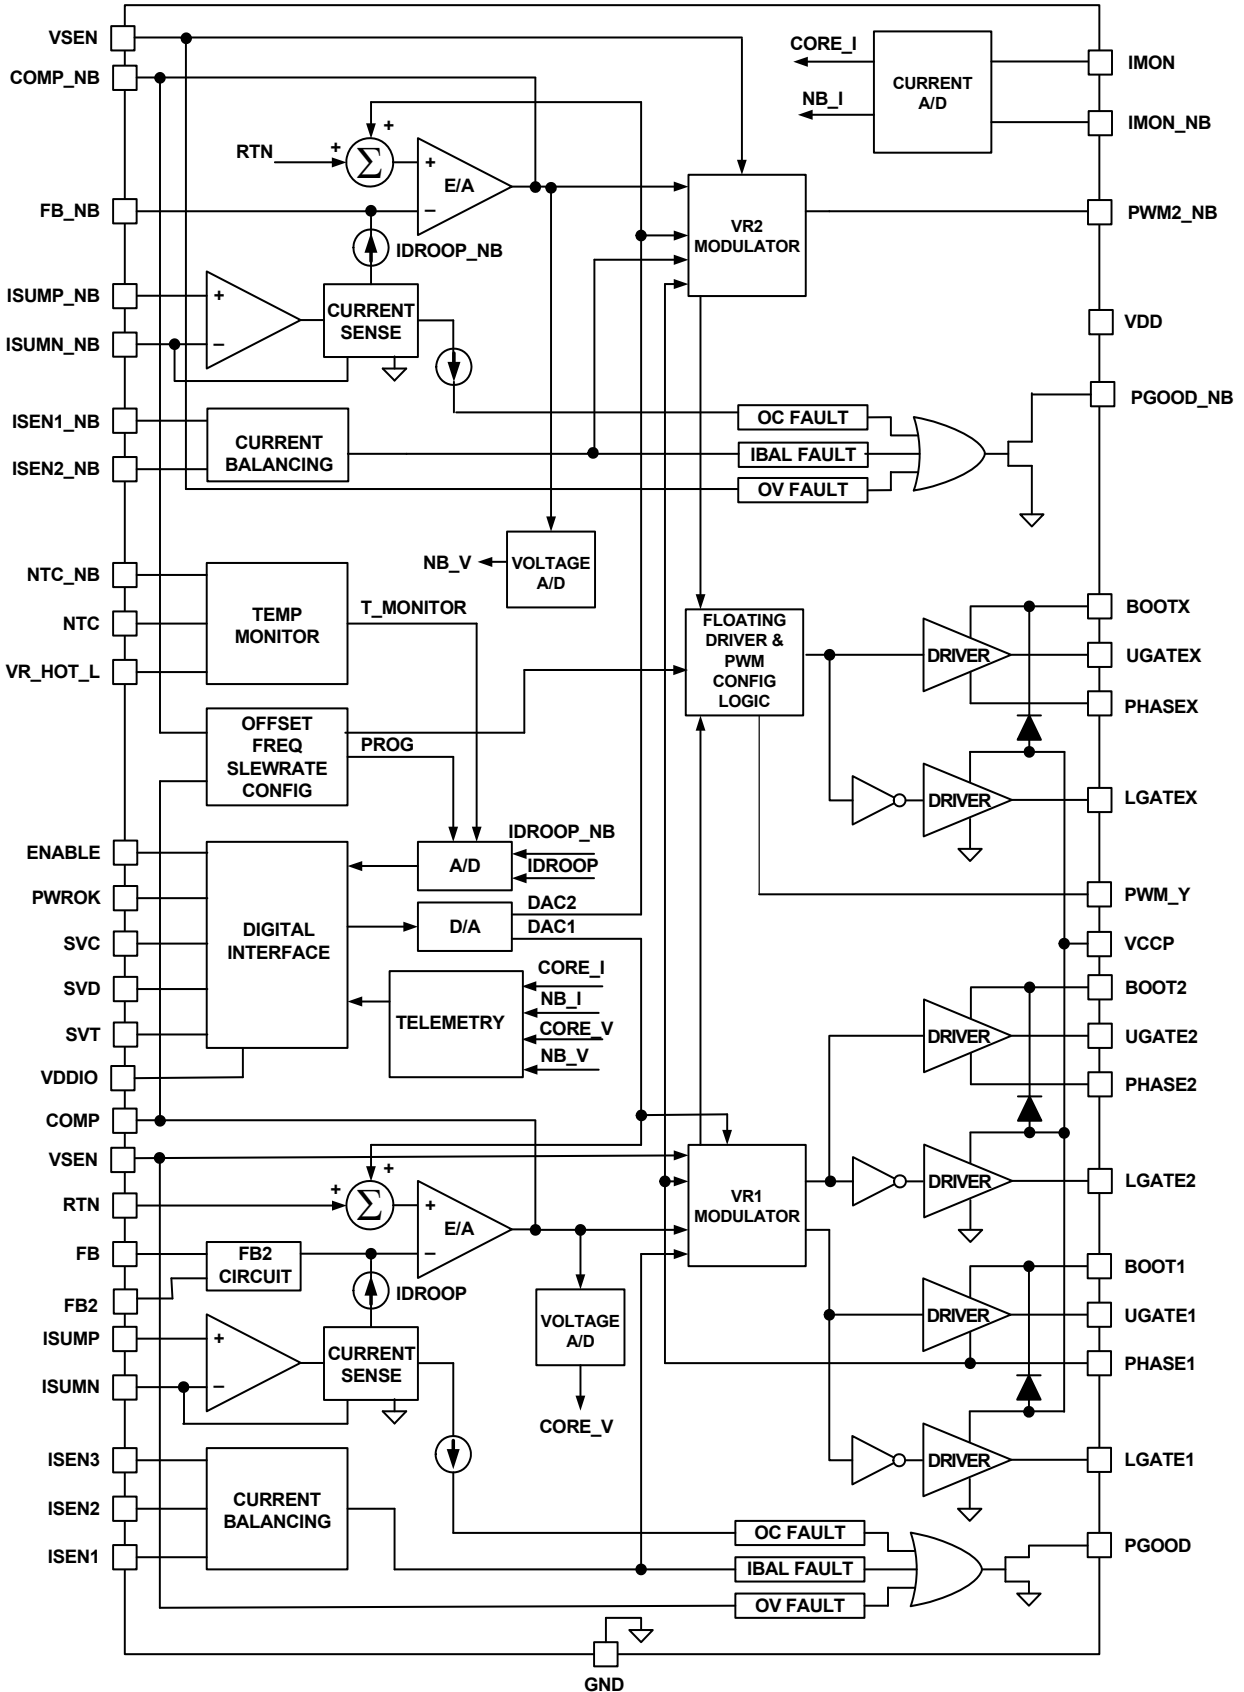 VSEN
COMP_NB
FB_NB
ISUMP_NB
ISUMN_NB
ISEN1_NB
ISEN2_NB
NTC_NB
NTC
VR_HOT_L
ENABLE
PWROK
SVC
SVD
SVT
VDDIO
COMP
VSEN
RTN
FB
FB2
ISUMP
ISUMN
ISEN3
ISEN2
ISEN1
RTN
+
+
Σ
+
E/A
−
IDROOP_NB
+
−
CURRENT
SENSE
CURRENT
BALANCING
CORE_I
NB_I
CURRENT
A/D
VR2
MODULATOR
OC FAULT
IBAL FAULT
OV FAULT
NB_V
VOLTAGE
A/D
TEMP
MONITOR
T_MONITOR
OFFSET
FREQ
SLEWRATE
CONFIG
PROG
FLOATING
DRIVER &
PWM
CONFIG
LOGIC
DRIVER
DRIVER
DIGITAL
INTERFACE
A/D
IDROOP_NB
IDROOP
D/A
DAC2
DAC1
TELEMETRY
CORE_I
NB_I
CORE_V
NB_V
DRIVER
DRIVER
+
+
Σ
+
E/A
−
VR1
MODULATOR
FB2
CIRCUIT
IDROOP
+
−
CURRENT
SENSE
VOLTAGE
A/D
CORE_V
DRIVER
DRIVER
CURRENT
BALANCING
OC FAULT
IBAL FAULT
OV FAULT
IMON
IMON_NB
PWM2_NB
VDD
PGOOD_NB
BOOTX
UGATEX
PHASEX
LGATEX
PWM_Y
VCCP
BOOT2
UGATE2
PHASE2
LGATE2
BOOT1
UGATE1
PHASE1
LGATE1
PGOOD
GND